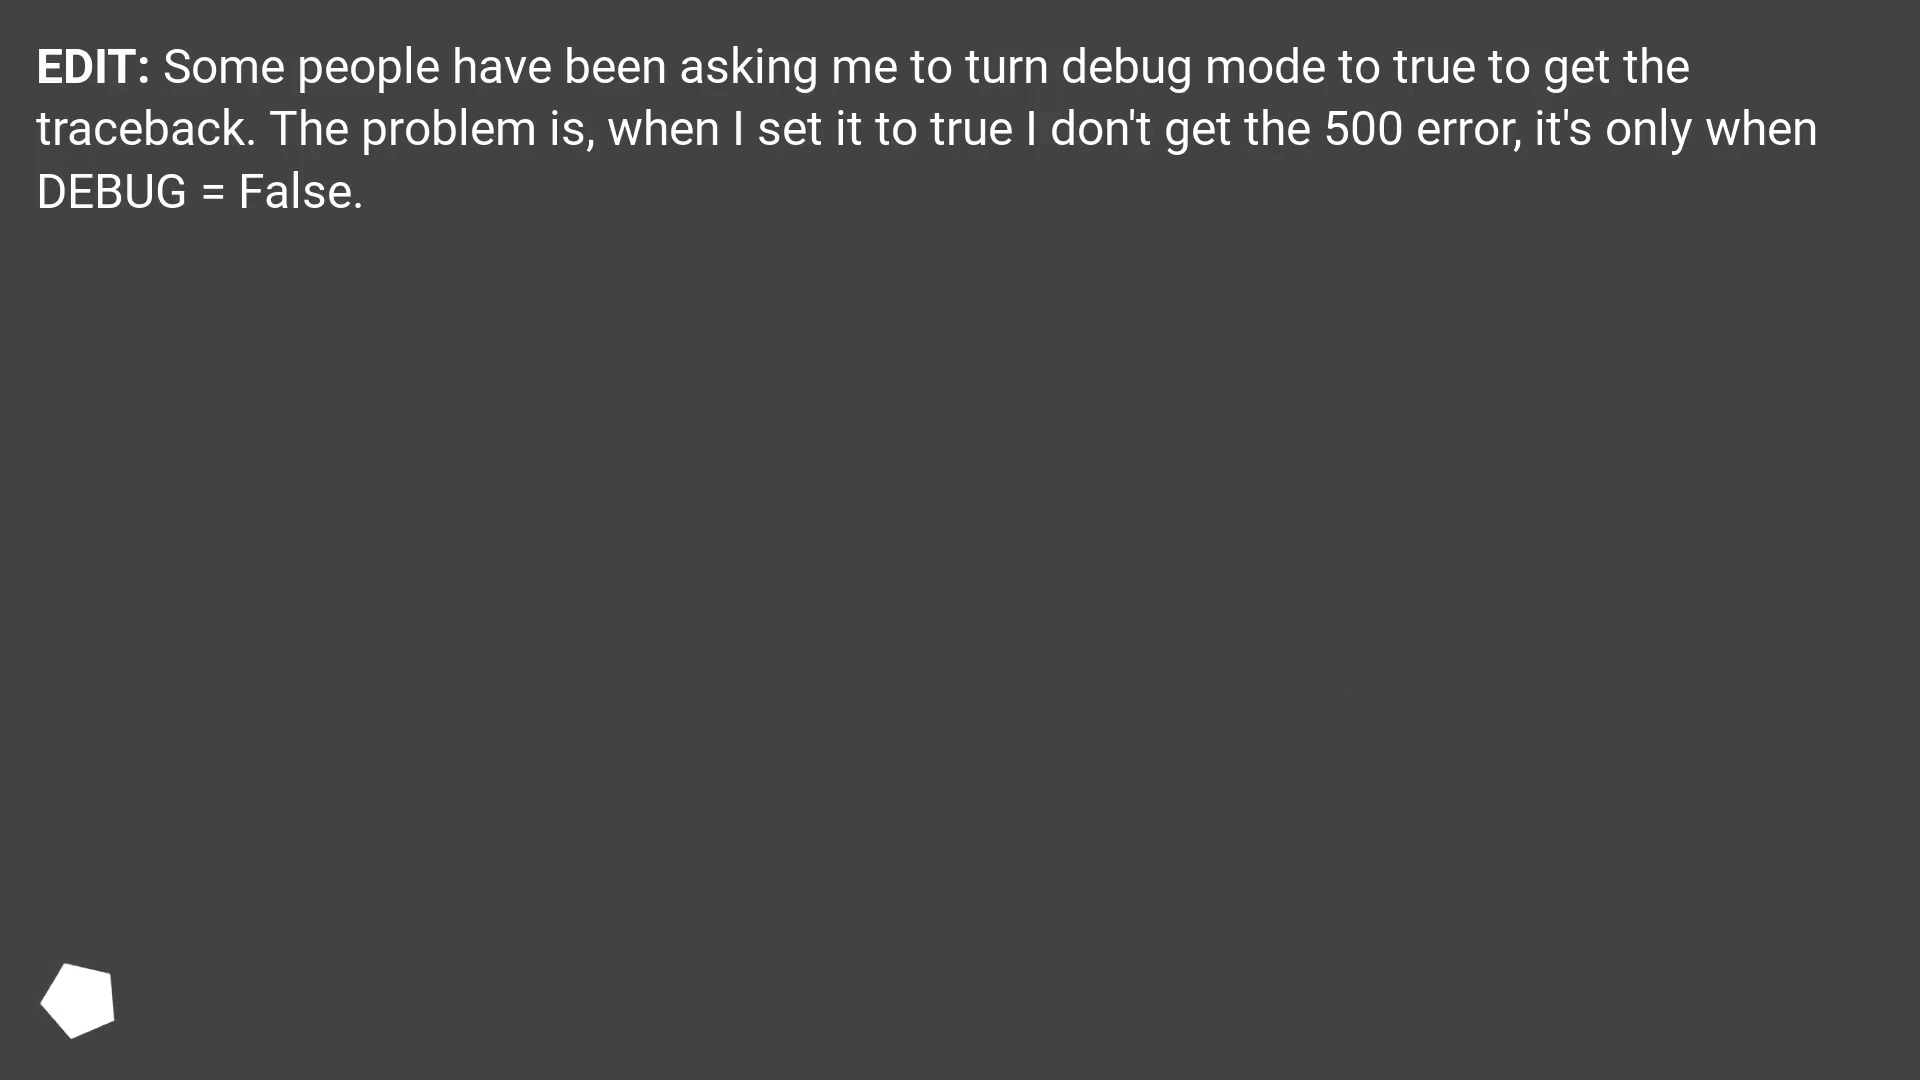 EDIT: Some people have been asking me to turn debug mode to true to get the
traceback. The problem is, when I set it to true I don't get the 500 error, it's only when
DEBUG = False.